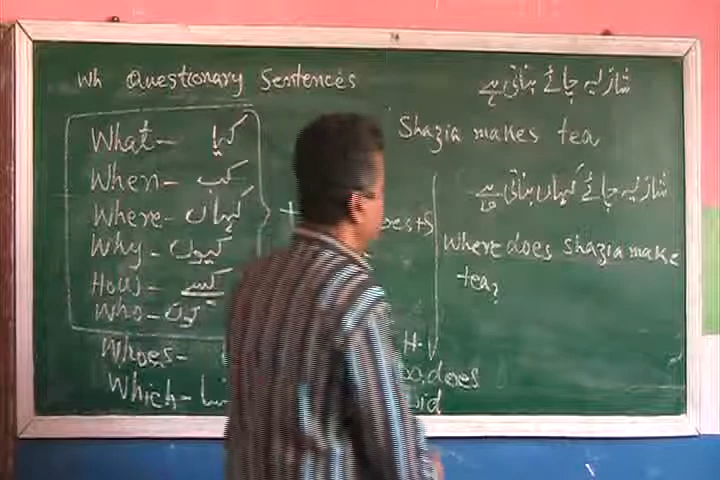 Wh Questionary Sentences
What - کیا
When - کب
Where - کہاں
Why - کیوں
How - کیسے
Who - کون
Whoes -
Which -
+
H.V
does
شازیہ چائے بناتی ہے
Shazia makes tea
شازیہ چائے کہاں بناتی ہے
Where does Shazia make
tea?